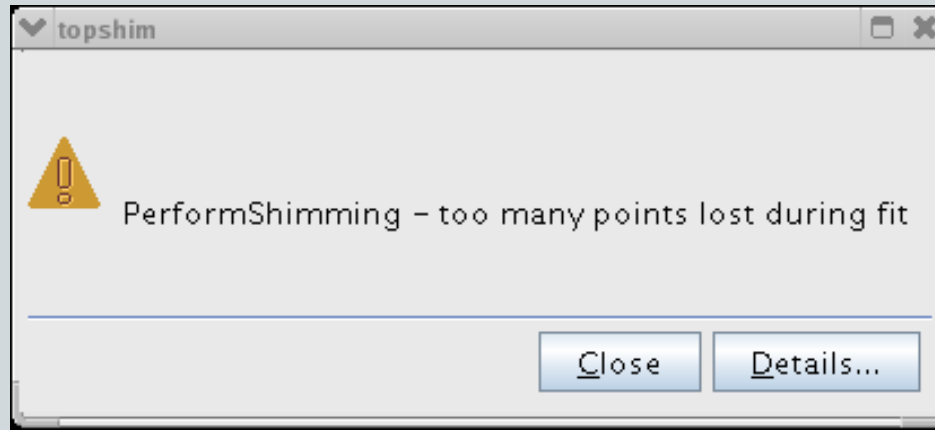 topshim
PerformShimming – too many points lost during fit
Close
Details...